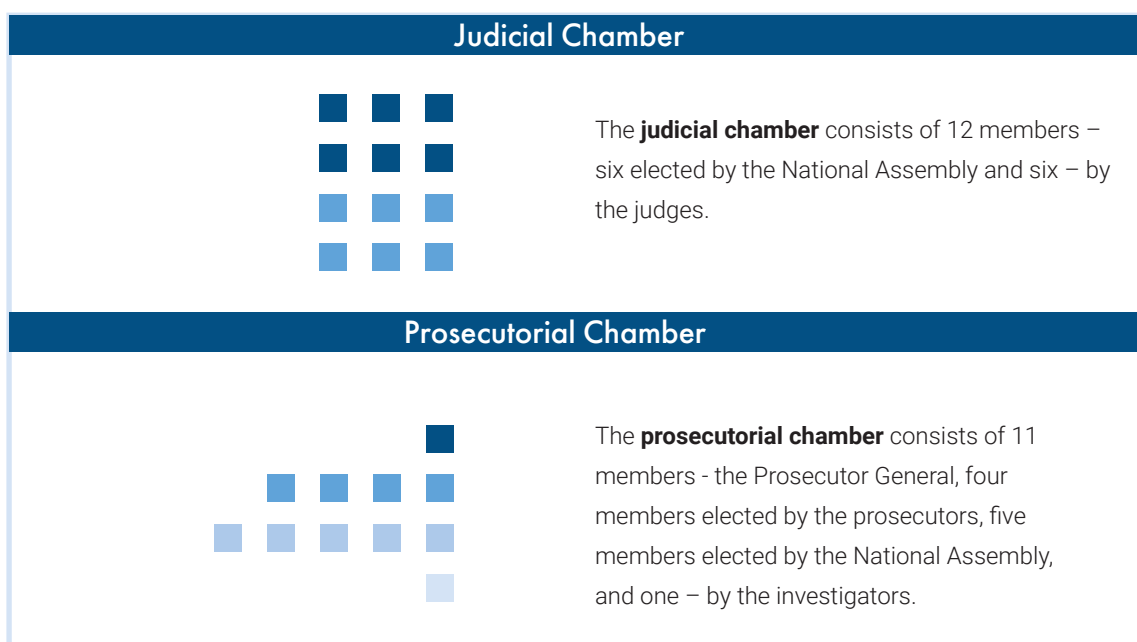 Judicial Chamber
The judicial chamber consists of 12 members –
six elected by the National Assembly and six – by
the judges.
Prosecutorial Chamber
The prosecutorial chamber consists of 11
members - the Prosecutor General, four
members elected by the prosecutors, five
members elected by the National Assembly,
and one – by the investigators.